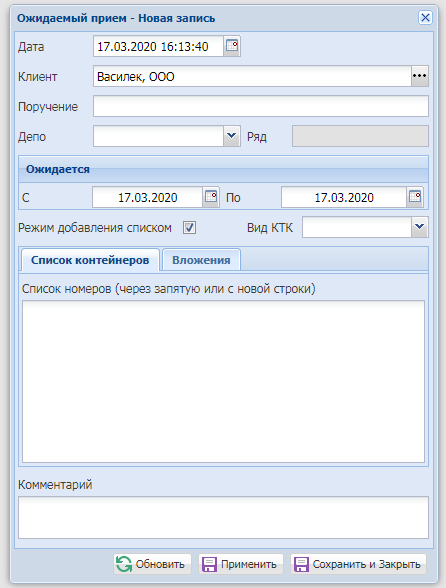 Ожидаемый прием - Новая запись
Дата 17.03.2020 16:13:40
Клиент Василек, ООО
Поручение
Депо Ряд
Ожидается
С 17.03.2020 По 17.03.2020
Режим добавления списком Вид КТК
Список контейнеров Вложения
Список номеров (через запятую или с новой строки)
Комментарий
Обновить Применить Сохранить и Закрыть